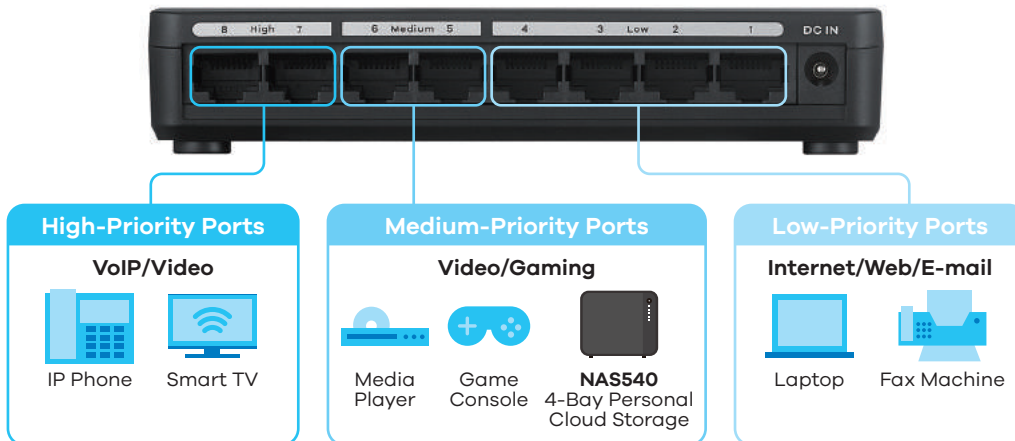 8 High 7 6 Medium 5 4 3 Low 2 1 DC IN
High-Priority Ports
VoIP/Video
IP Phone
Smart TV
Medium-Priority Ports
Video/Gaming
Media
Player
Game
Console
NAS540
4-Bay Personal
Cloud Storage
Low-Priority Ports
Internet/Web/E-mail
Laptop
Fax Machine